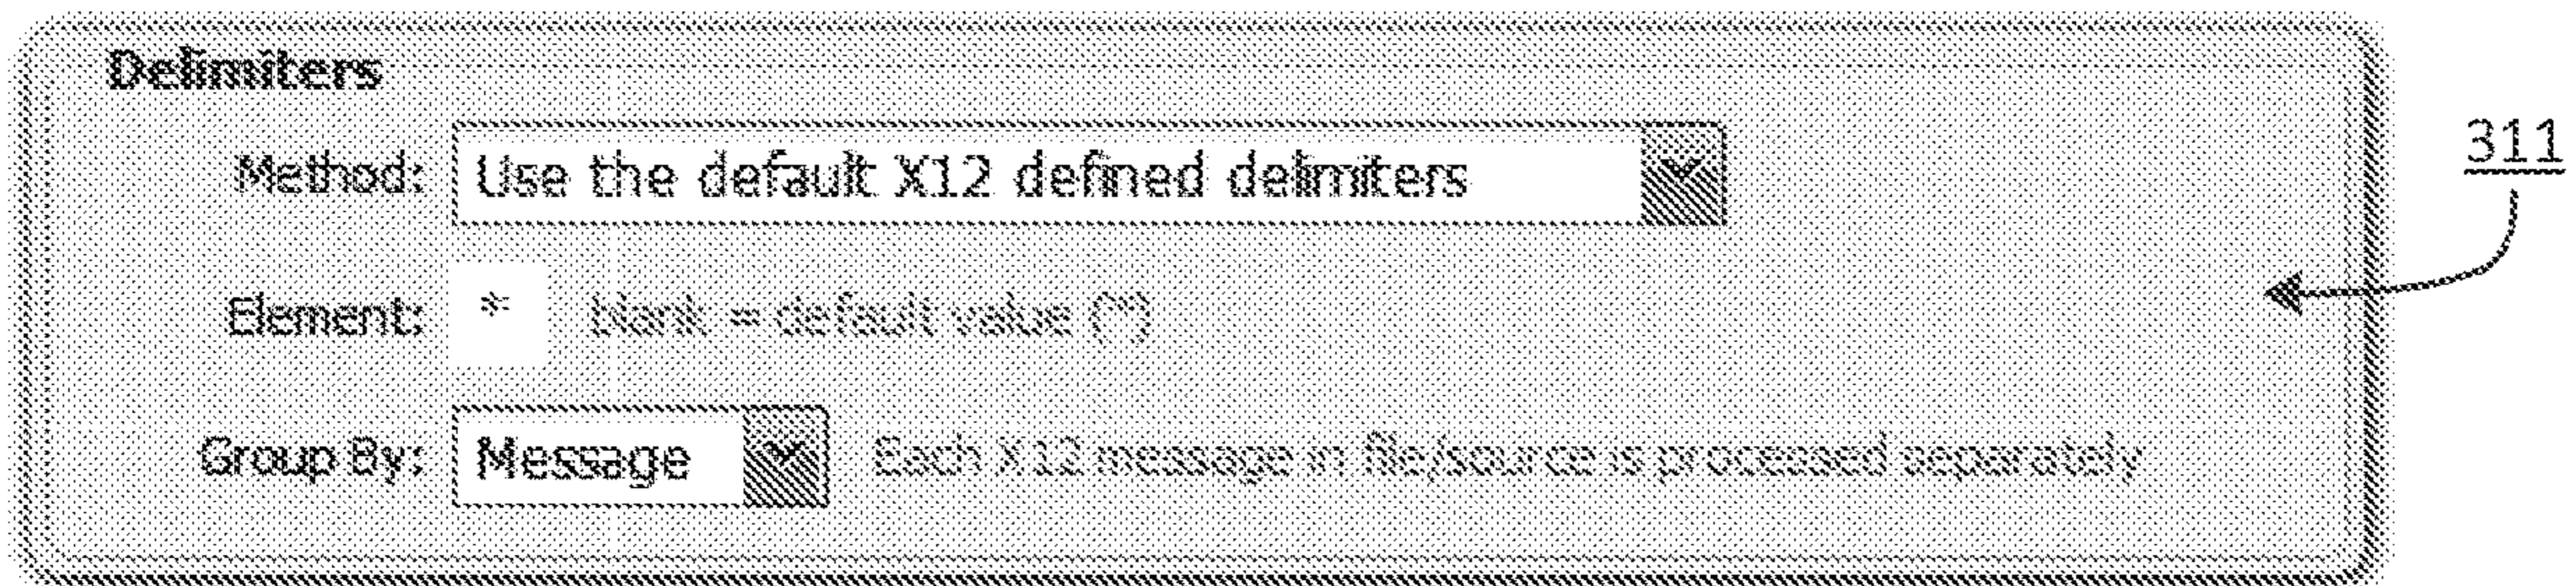 Delimiters
Method: Use the default X12 defined delimiters
311
Element: * blank = default value (*)
Group By: Message Each X12 message in file/source is processed separately